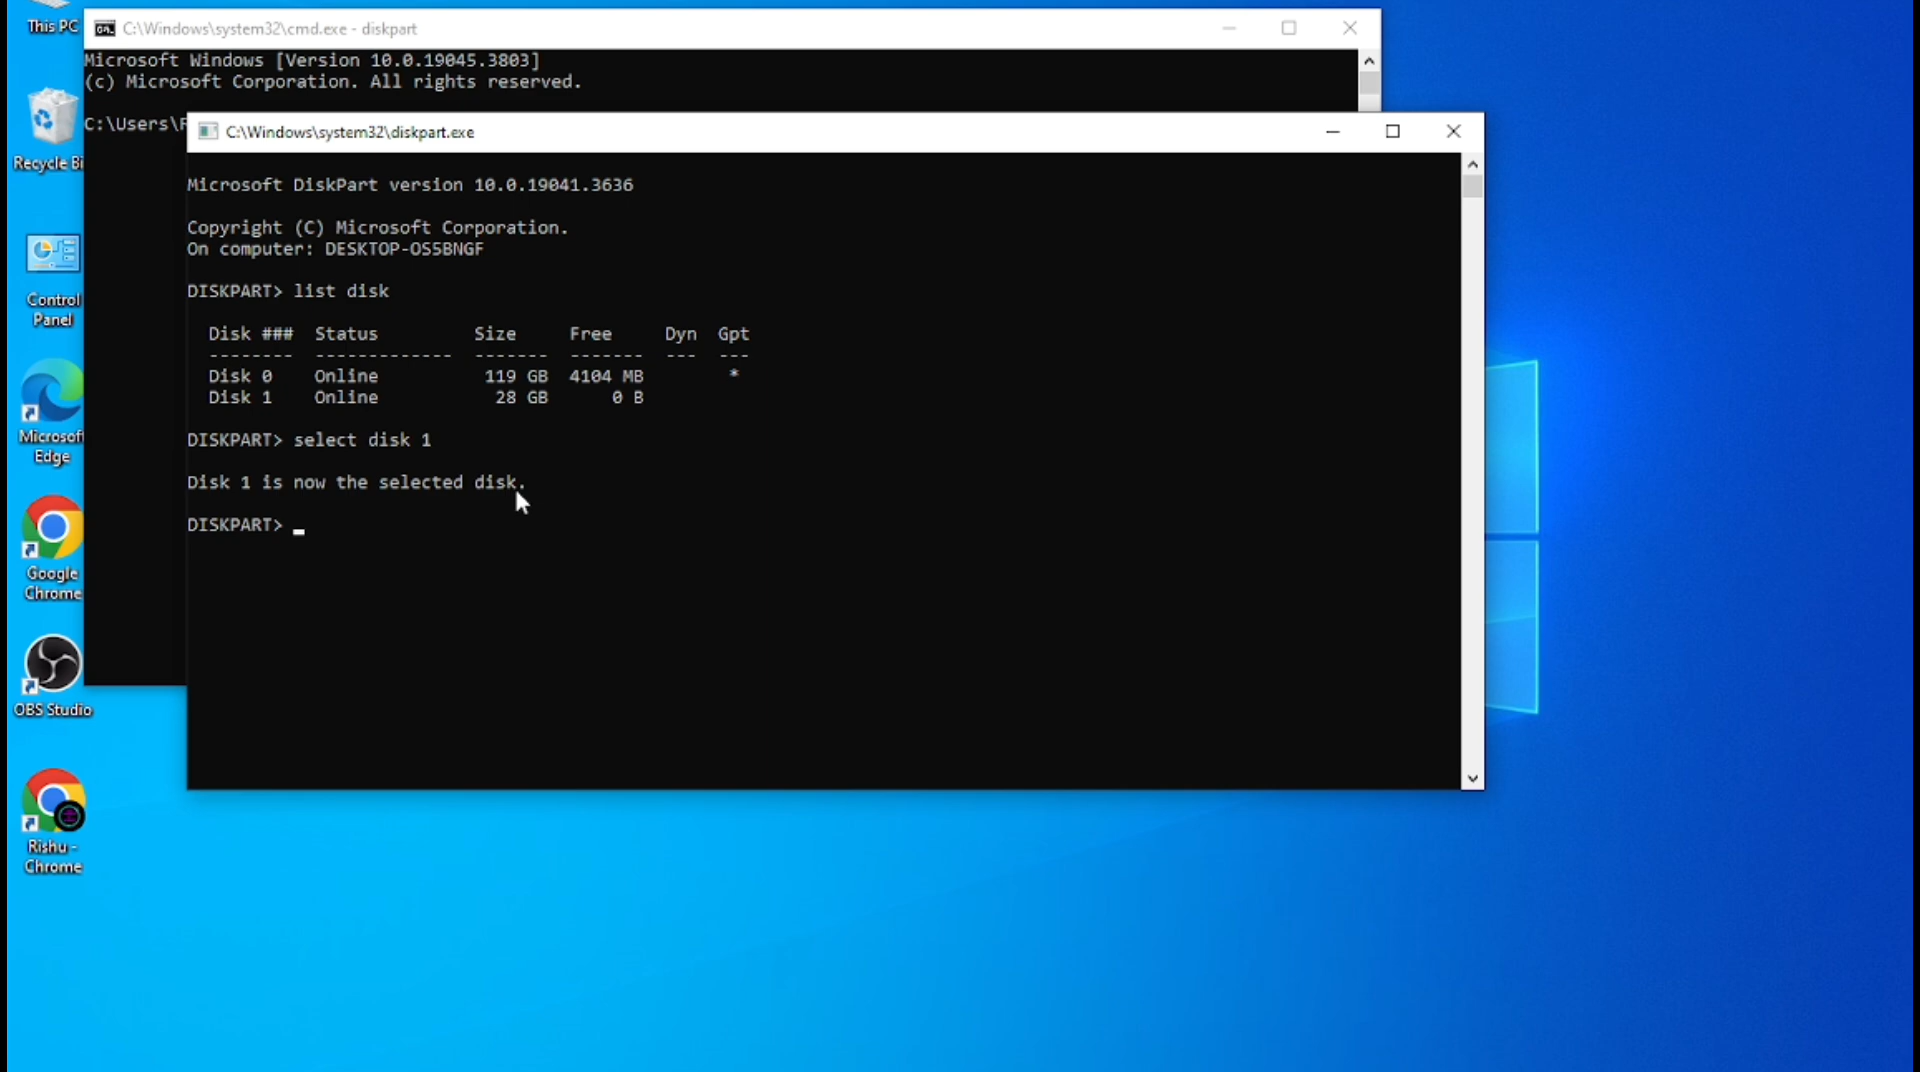 This PC
C:\Windows\system32\cmd.exe - diskpart
Microsoft Windows [Version 10.0.19045.3803]
(c) Microsoft Corporation. All rights reserved.
C:\Users\
Recycle Bi
C:\Windows\system32\diskpart.exe
Microsoft DiskPart version 10.0.19041.3636
Copyright (C) Microsoft Corporation.
On computer: DESKTOP-OS5BNGF
DISKPART> list disk
Disk ### Status Size Free Dyn Gpt
-------- ------------- ------- ------- --- ---
Disk 0 Online 119 GB 4104 MB *
Disk 1 Online 28 GB 0 B
DISKPART> select disk 1
Disk 1 is now the selected disk.
DISKPART>
Control
Panel
Microsoft
Edge
Google
Chrome
OBS Studio
Rishu -
Chrome